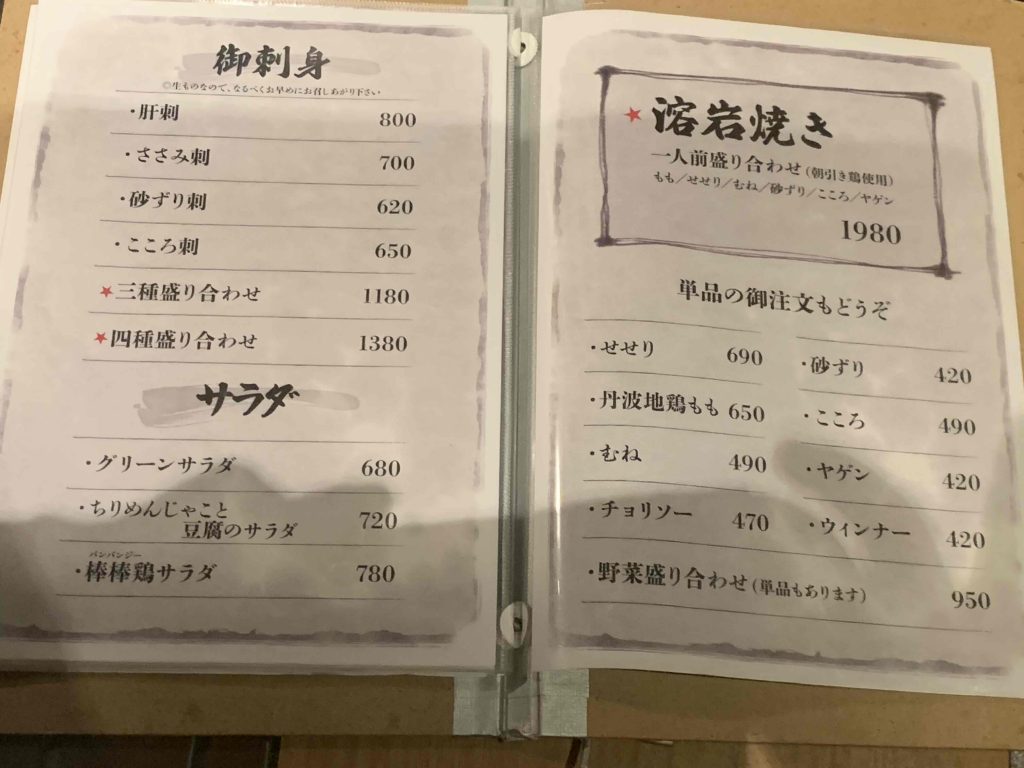 御刺身
◎生ものなので、なるべくお早めにお召しあがり下さい
・肝刺 800
・ささみ刺 700
・砂ずり刺 620
・こころ刺 650
★三種盛り合わせ 1180
★四種盛り合わせ 1380
サラダ
・グリーンサラダ 680
・ちりめんじゃこと
豆腐のサラダ 720
バンバンジー
・棒棒鶏サラダ 780
★溶岩焼き
一人前盛り合わせ(朝引き鶏使用)
もも/せせり/むね/砂ずり/こころ/ヤゲン
1980
単品の御注文もどうぞ
・せせり 690
・丹波地鶏もも 650
・むね 490
・チョリソー 470
・砂ずり 420
・こころ 490
・ヤゲン 420
・ウィンナー 420
・野菜盛り合わせ(単品もあります) 950